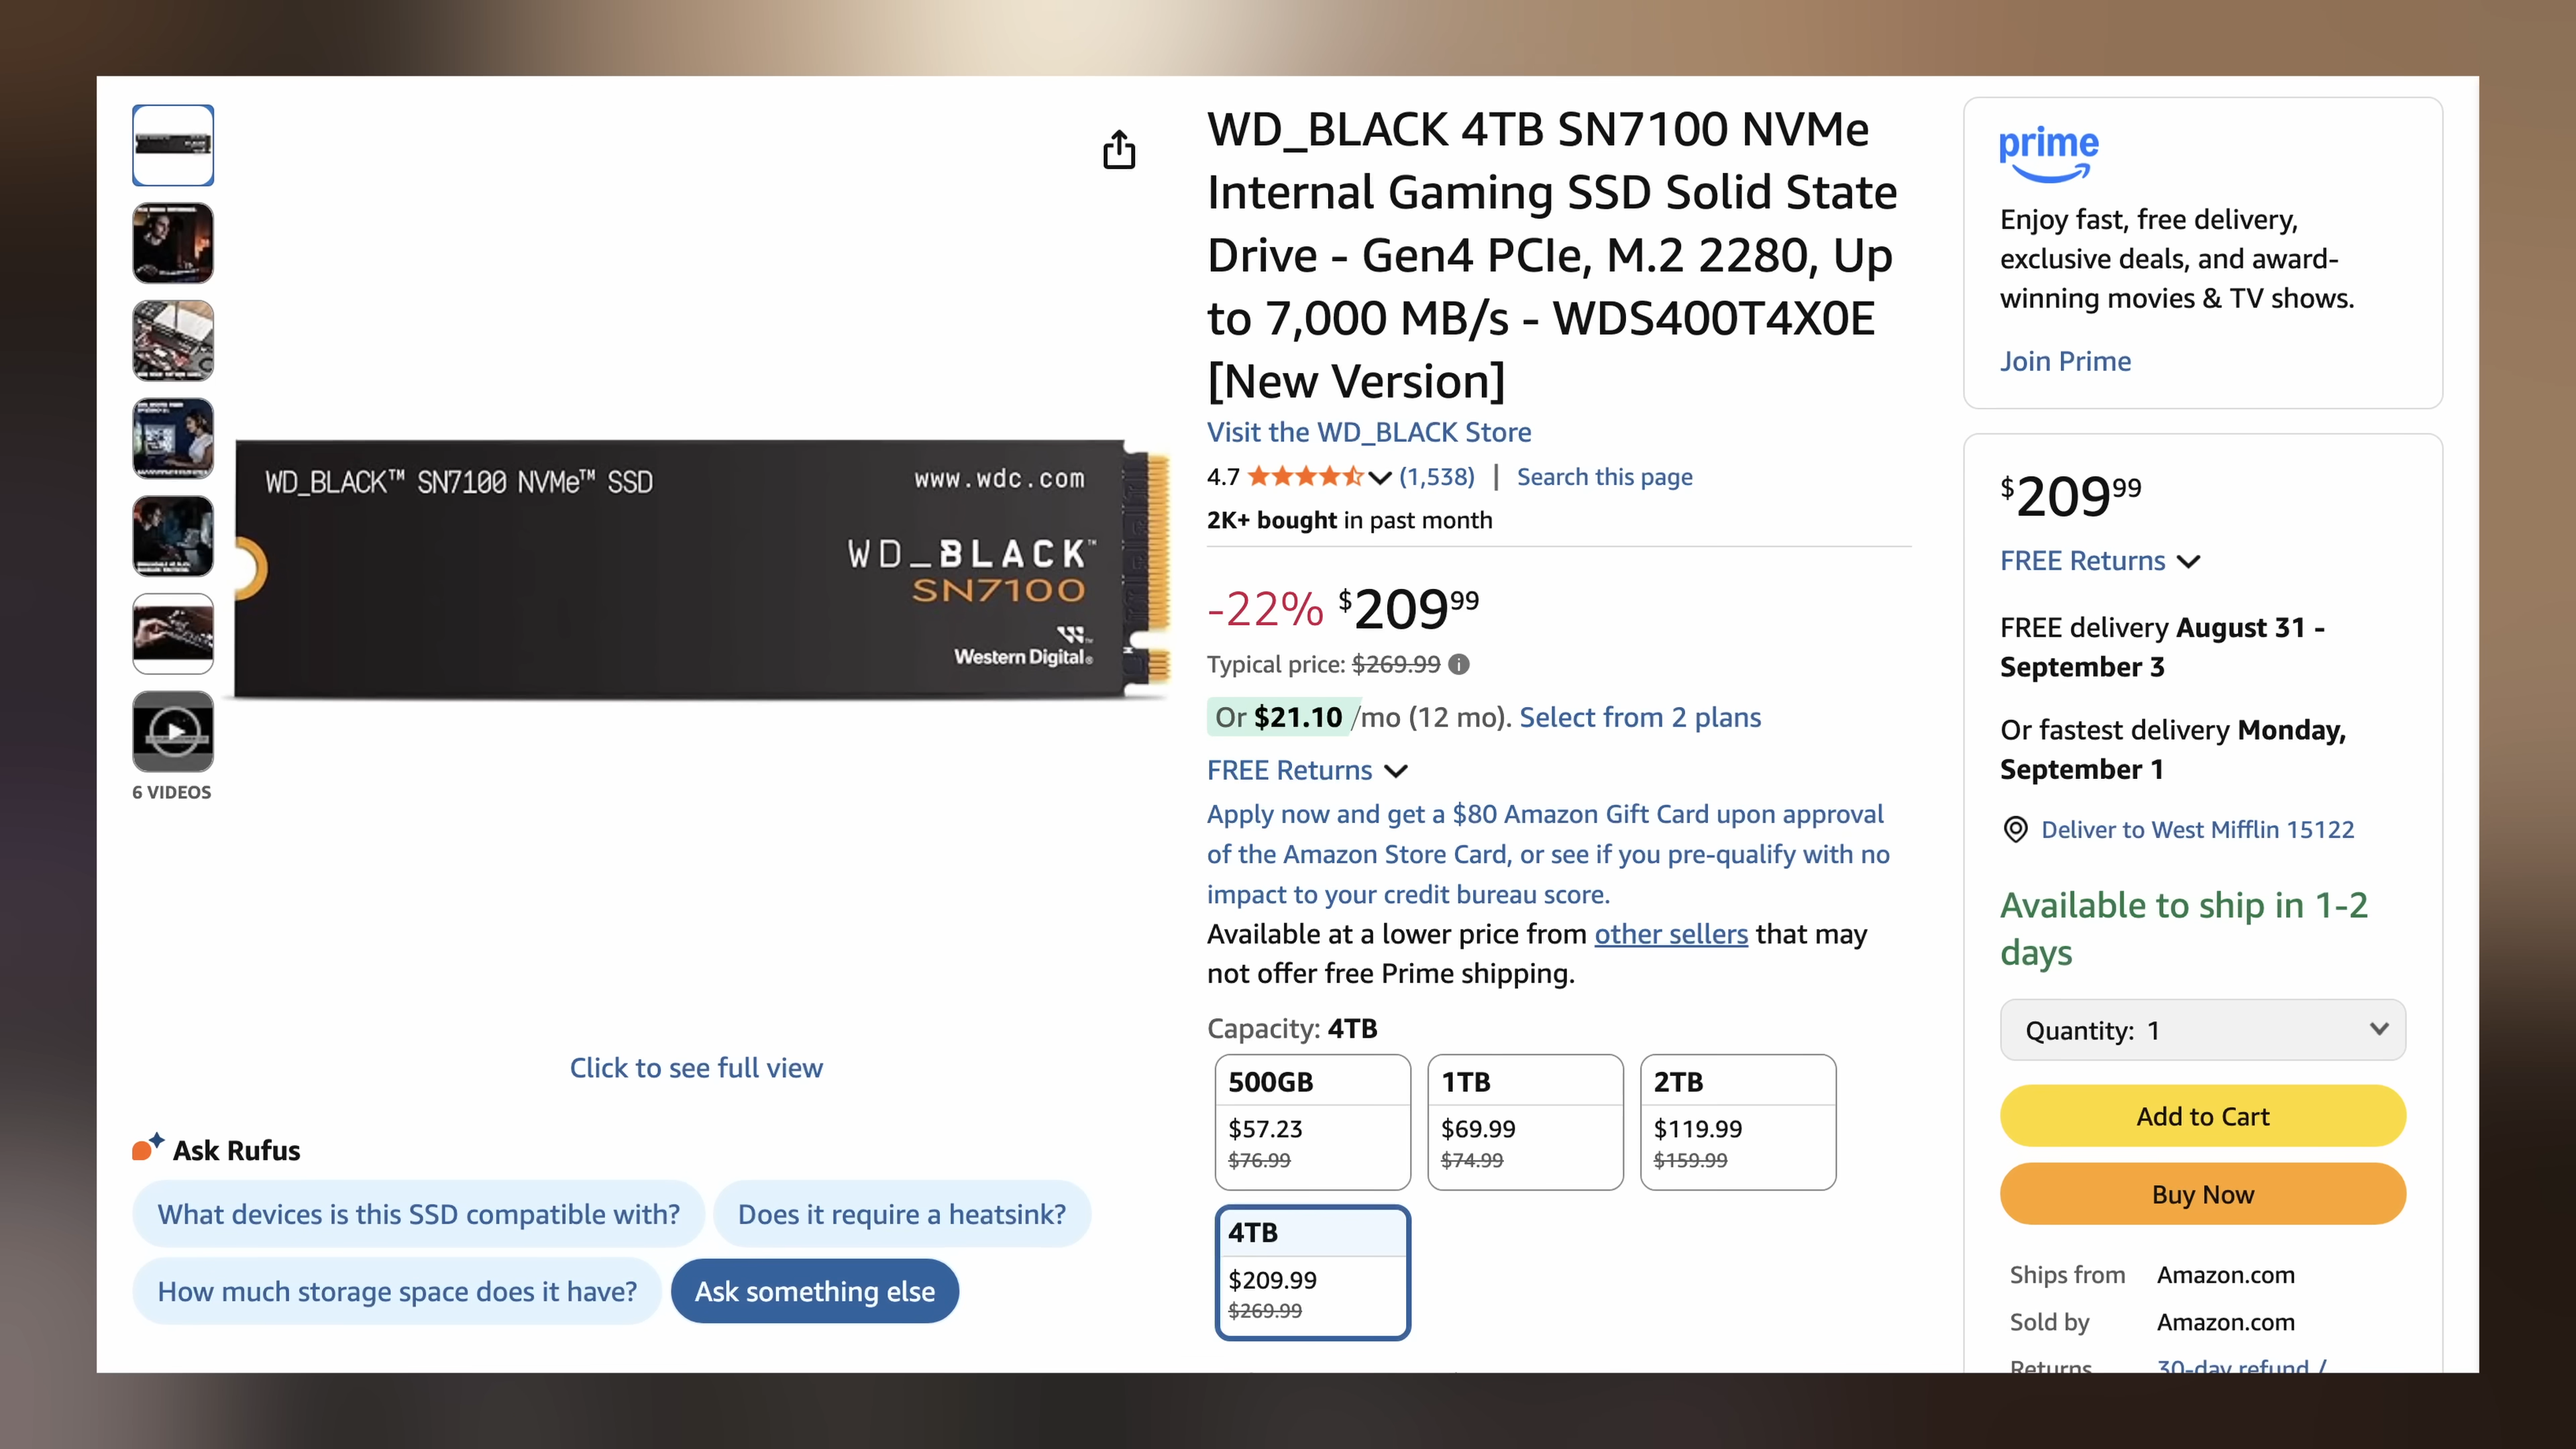 WD_BLACK™ SN7100 NVMe™ SSD
www.wdc.com
WD_BLACK™
SN7100
Western Digital®
6 VIDEOS
Click to see full view
Ask Rufus
What devices is this SSD compatible with?
Does it require a heatsink?
How much storage space does it have?
Ask something else
WD_BLACK 4TB SN7100 NVMe
Internal Gaming SSD Solid State
Drive - Gen4 PCIe, M.2 2280, Up
to 7,000 MB/s - WDS400T4X0E
[New Version]
Visit the WD_BLACK Store
4.7 (1,538) | Search this page
2K+ bought in past month
-22% $209.99
Typical price: $269.99
Or $21.10 /mo (12 mo). Select from 2 plans
FREE Returns
Apply now and get a $80 Amazon Gift Card upon approval
of the Amazon Store Card, or see if you pre-qualify with no
impact to your credit bureau score.
Available at a lower price from other sellers that may
not offer free Prime shipping.
Capacity: 4TB
500GB
$57.23
$76.99
1TB
$69.99
$74.99
2TB
$119.99
$159.99
4TB
$209.99
$269.99
prime
Enjoy fast, free delivery,
exclusive deals, and award-
winning movies & TV shows.
Join Prime
$209.99
FREE Returns
FREE delivery August 31 -
September 3
Or fastest delivery Monday,
September 1
Deliver to West Mifflin 15122
Available to ship in 1-2
days
Quantity: 1
Add to Cart
Buy Now
Ships from Amazon.com
Sold by Amazon.com
Returns 30-day refund /